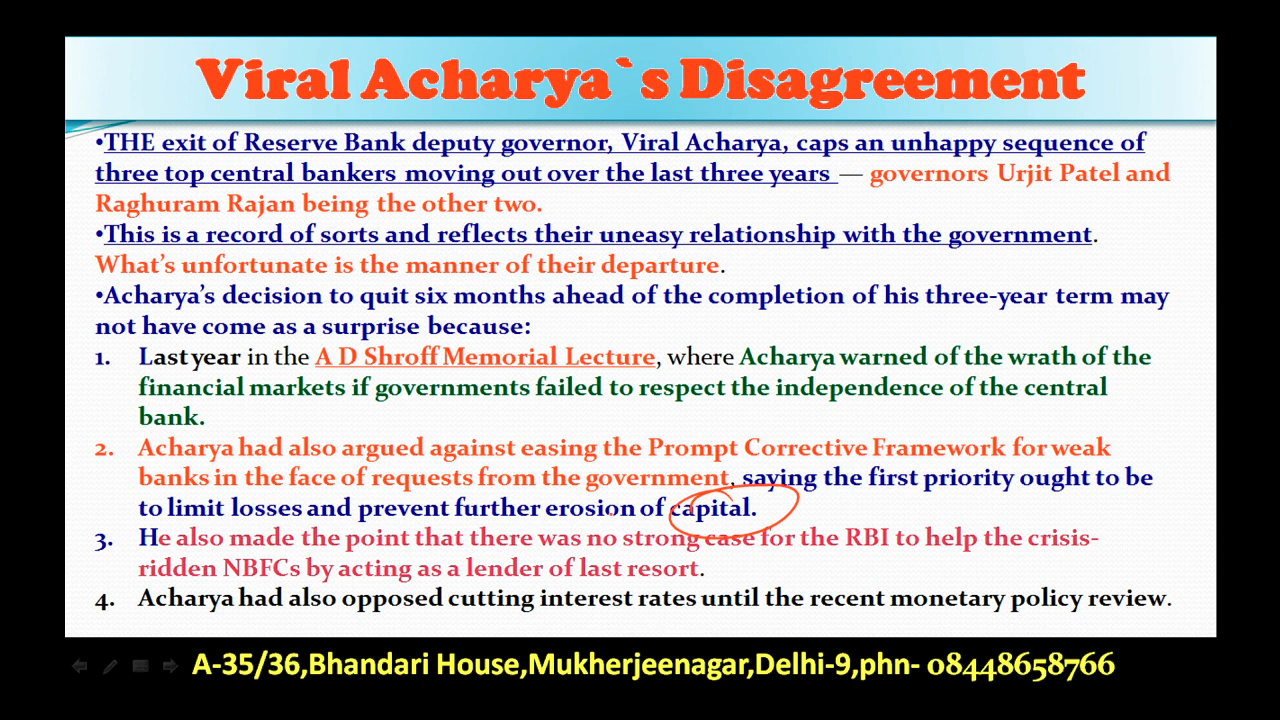 Viral Acharya`s Disagreement
•THE exit of Reserve Bank deputy governor, Viral Acharya, caps an unhappy sequence of
three top central bankers moving out over the last three years — governors Urjit Patel and
Raghuram Rajan being the other two.
•This is a record of sorts and reflects their uneasy relationship with the government.
What's unfortunate is the manner of their departure.
•Acharya's decision to quit six months ahead of the completion of his three-year term may
not have come as a surprise because:
1. Last year in the A D Shroff Memorial Lecture, where Acharya warned of the wrath of the
financial markets if governments failed to respect the independence of the central
bank.
2. Acharya had also argued against easing the Prompt Corrective Framework for weak
banks in the face of requests from the government, saying the first priority ought to be
to limit losses and prevent further erosion of capital.
3. He also made the point that there was no strong case for the RBI to help the crisis-
ridden NBFCs by acting as a lender of last resort.
4. Acharya had also opposed cutting interest rates until the recent monetary policy review.
A-35/36,Bhandari House,Mukherjeenagar,Delhi-9,phn- 08448658766